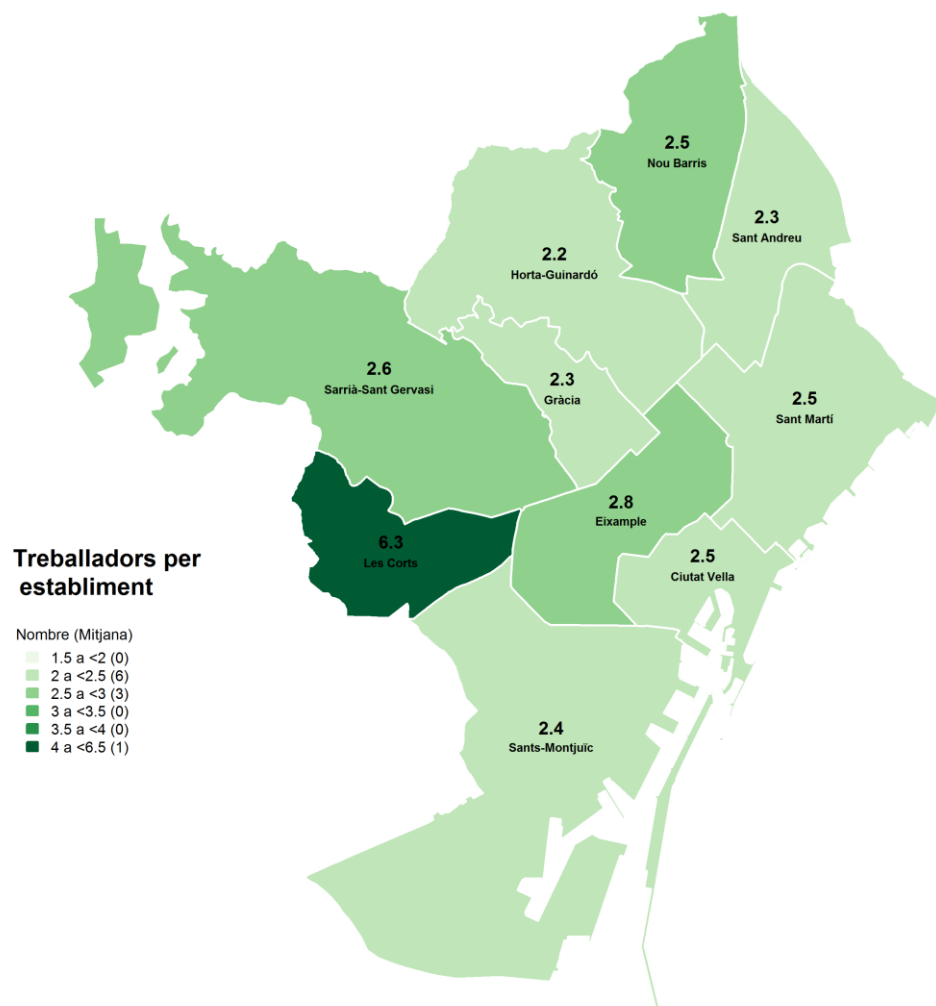 2.5
Nou Barris
2.3
Sant Andreu
2.2
Horta-Guinardó
2.6
Sarrià-Sant Gervasi
2.3
Gràcia
2.5
Sant Martí
2.8
Eixample
6.3
Les Corts
2.5
Ciutat Vella
2.4
Sants-Montjuïc
Treballadors per
establiment
Nombre (Mitjana)
1.5 a <2 (0)
2 a <2.5 (6)
2.5 a <3 (3)
3 a <3.5 (0)
3.5 a <4 (0)
4 a <6.5 (1)